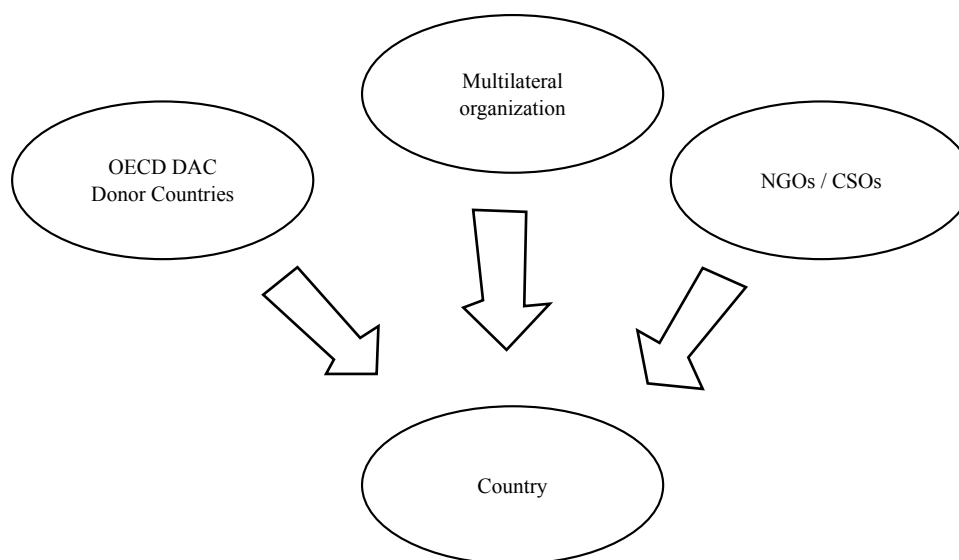 Multilateral
organization
OECD DAC
Donor Countries
NGOs / CSOs
Country